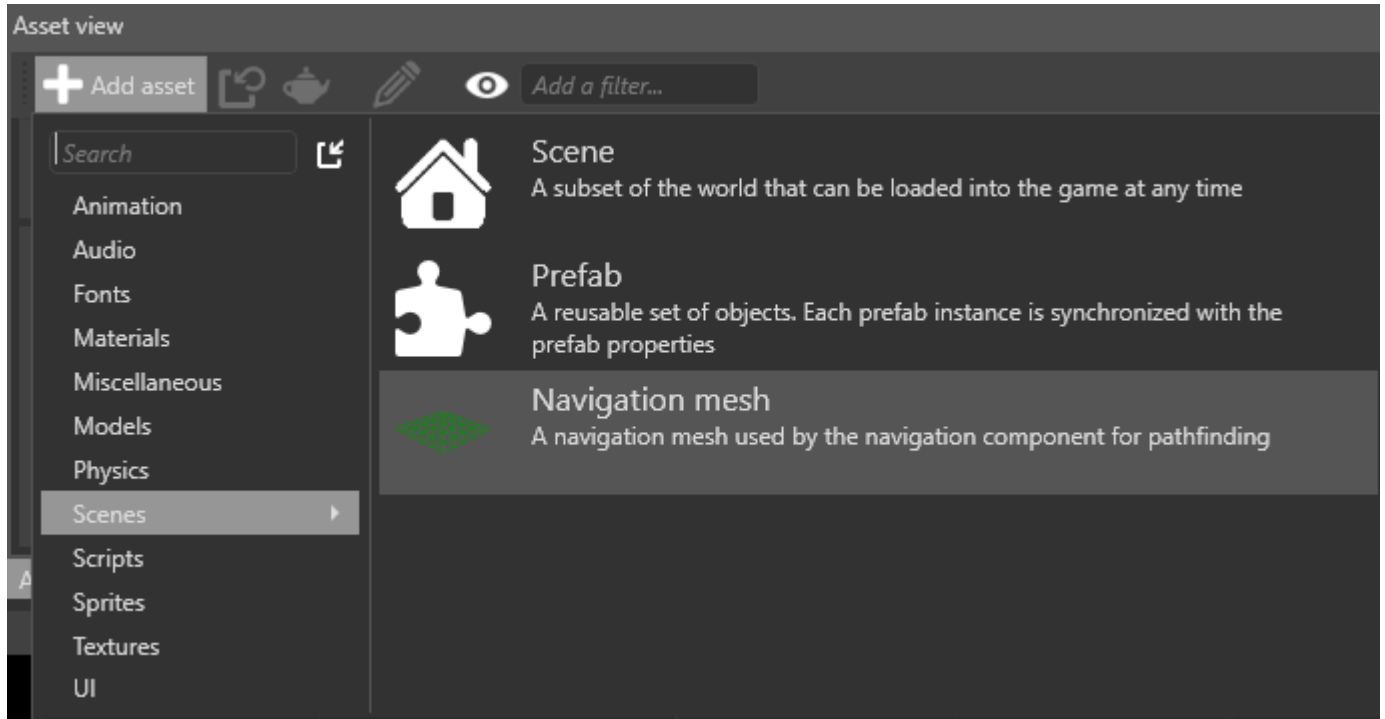 Asset view
Add asset
Add a filter...
Search
Animation
Audio
Fonts
Materials
Miscellaneous
Models
Physics
Scenes
Scripts
Sprites
Textures
UI
Scene
A subset of the world that can be loaded into the game at any time
Prefab
A reusable set of objects. Each prefab instance is synchronized with the
prefab properties
Navigation mesh
A navigation mesh used by the navigation component for pathfinding